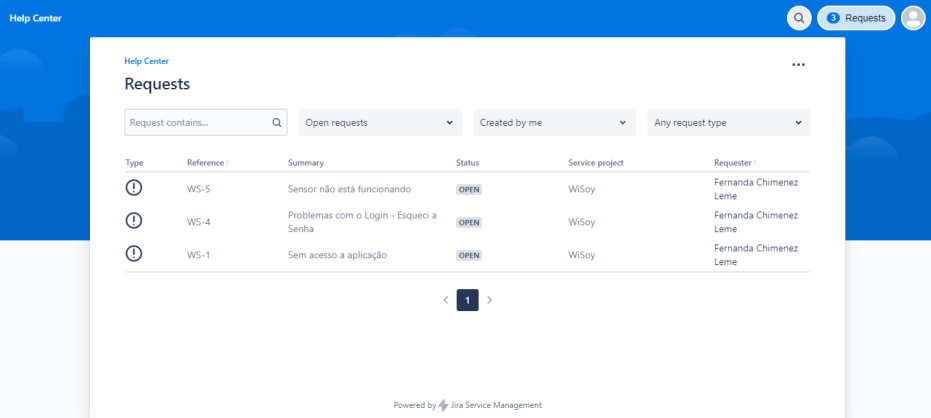 Help Center
3 Requests
Help Center
Requests
Request contains...
Open requests
Created by me
Any request type
Type Reference Summary Status Service project Requester
WS-5 Sensor não está funcionando OPEN WiSoy Fernanda Chimenez
Leme
WS-4 Problemas com o Login - Esqueci a
Senha OPEN WiSoy Fernanda Chimenez
Leme
WS-1 Sem acesso a aplicação OPEN WiSoy Fernanda Chimenez
Leme
1
Powered by Jira Service Management